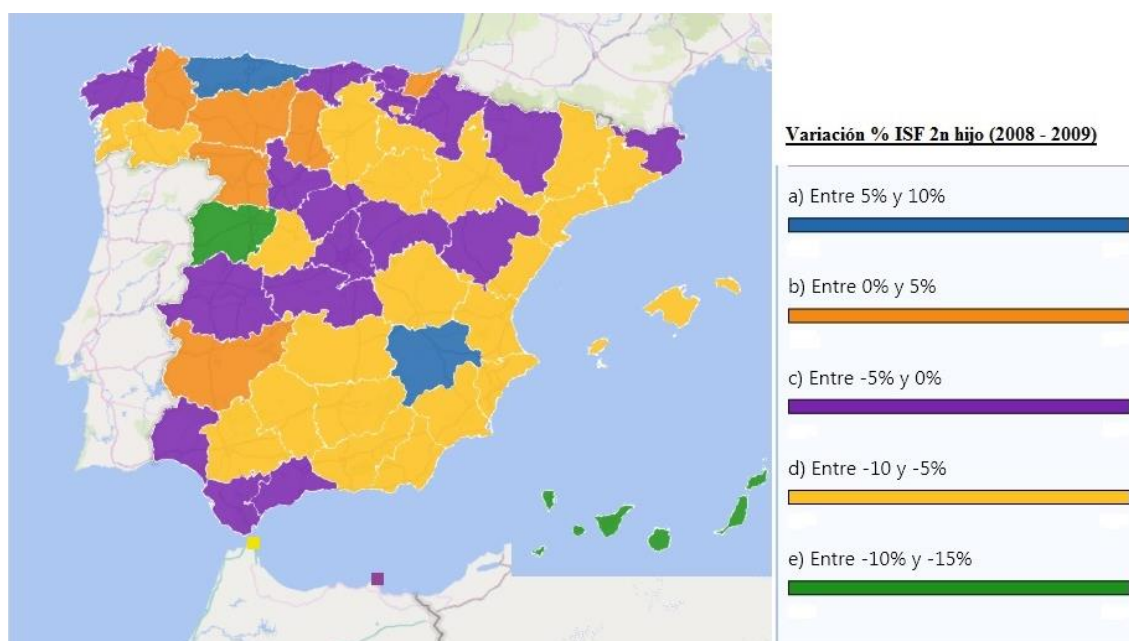 Variación % ISF 2n hijo (2008 - 2009)
a) Entre 5% y 10%
b) Entre 0% y 5%
c) Entre -5% y 0%
d) Entre -10 y -5%
e) Entre -10% y -15%